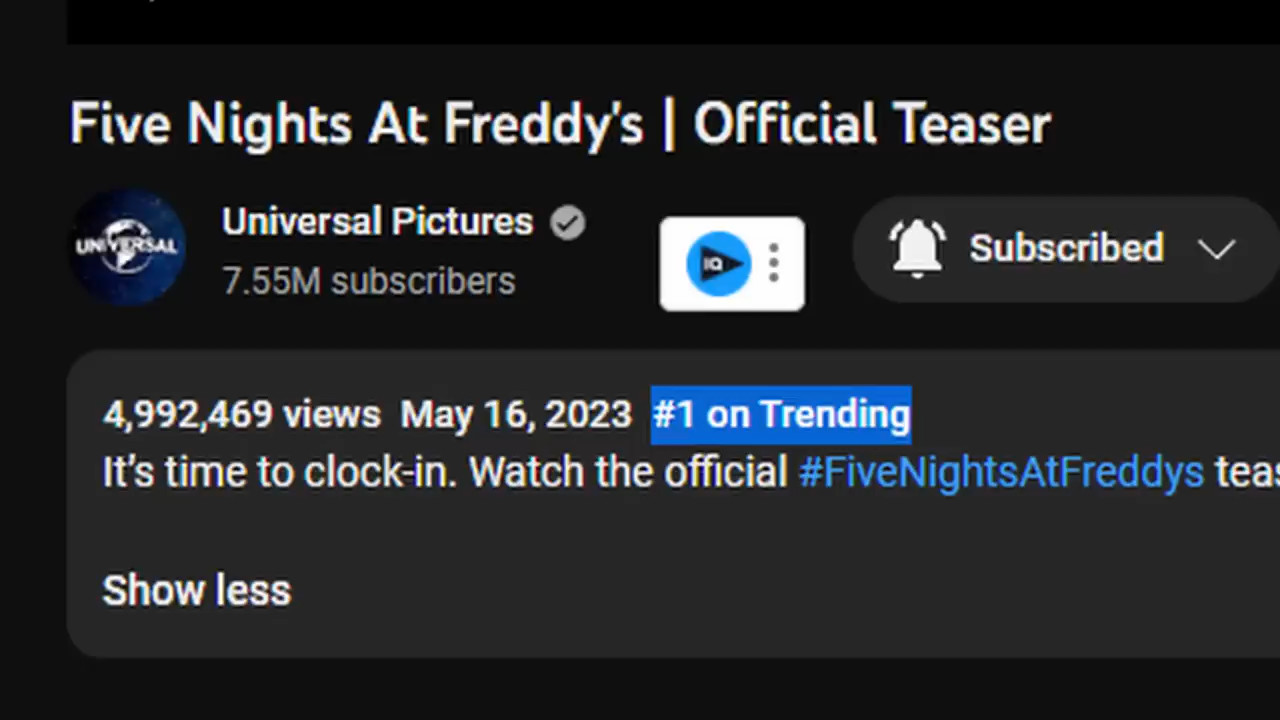 Five Nights At Freddy's | Official Teaser
UNIVERSAL
Universal Pictures
7.55M subscribers
IQ
Subscribed
4,992,469 views May 16, 2023 #1 on Trending
It's time to clock-in. Watch the official #FiveNightsAtFreddys teas
Show less